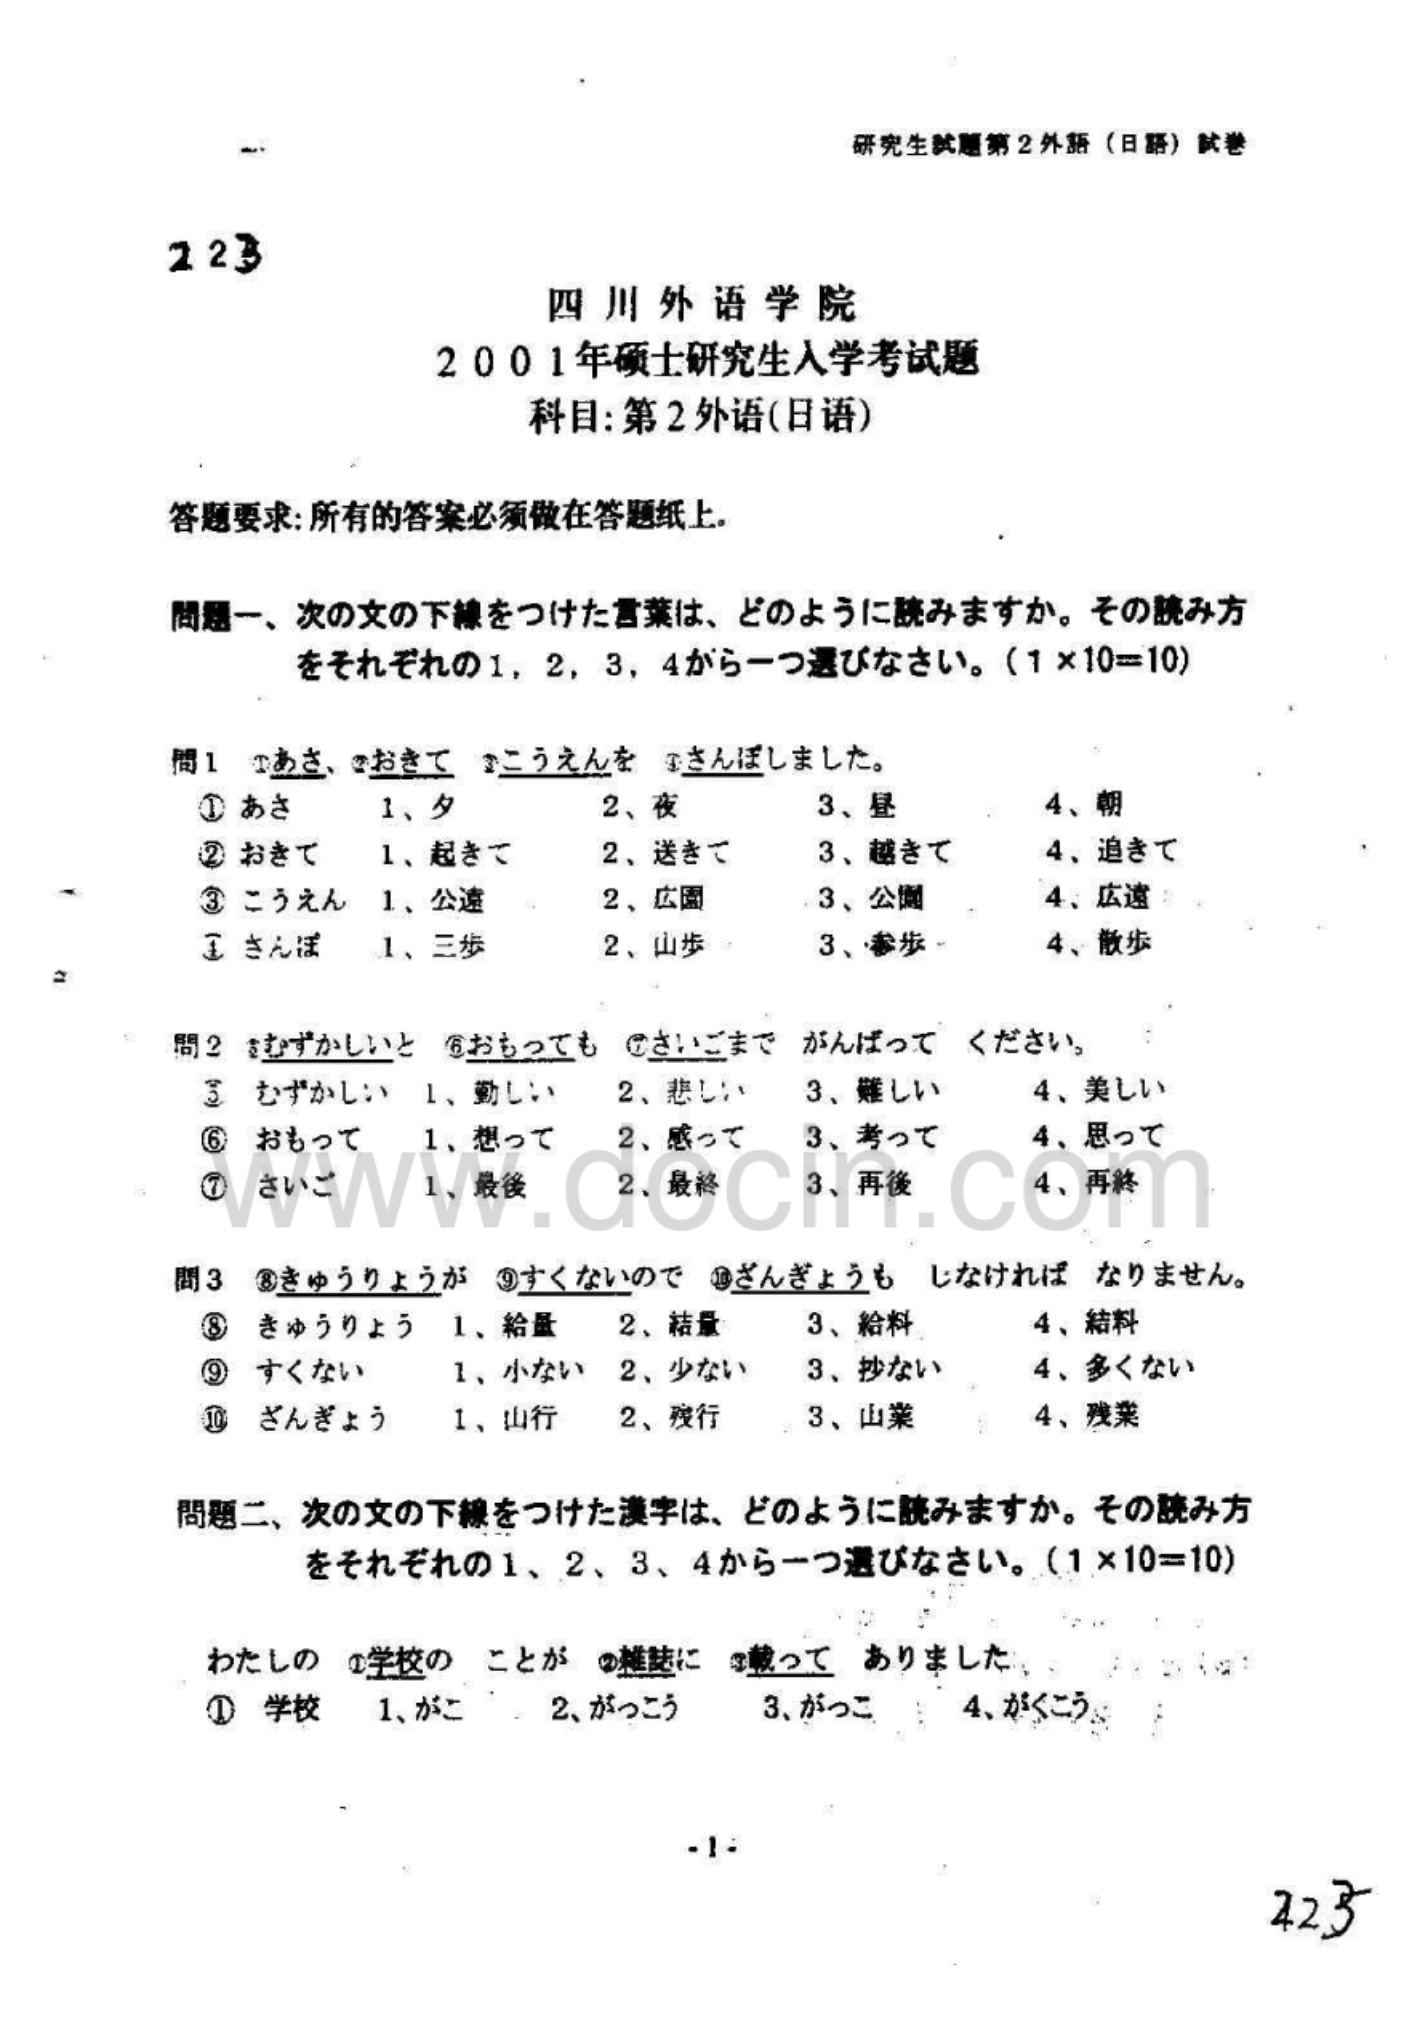 研究生試題第2外語（日語）試巻
223
四川外语学院
2001年硕士研究生入学考试题
科目:第2外语(日语)
答题要求:所有的答案必须做在答题纸上.
問題一、次の文の下線をつけた言葉は、どのように読みますか。その読み方
をそれぞれの1，2，3，4から一つ選びなさい。(1×10=10)
問1 ①あさ、②おきて ③こうえんを ④さんぽしました。
① あさ 1、夕 2、夜 3、昼 4、朝
② おきて 1、起きて 2、送きて 3、越きて 4、追きて
③ こうえん 1、公遠 2、広園 3、公園 4、広遠
④ さんぽ 1、三歩 2、山歩 3、参歩 4、散歩
問2 ⑤むずかしいと ⑥おもっても ⑦さいごまで がんばって ください。
⑤ むずかしい 1、勤しい 2、悲しい 3、難しい 4、美しい
⑥ おもって 1、想って 2、感って 3、考って 4、思って
⑦ さいご 1、最後 2、最終 3、再後 4、再終
www.docin.com
問3 ⑧きゅうりょうが ⑨すくないので ⑩ざんぎょうも しなければ なりません。
⑧ きゅうりょう 1、給量 2、結量 3、給料 4、結料
⑨ すくない 1、小ない 2、少ない 3、抄ない 4、多くない
⑩ ざんぎょう 1、山行 2、残行 3、山業 4、残業
問題二、次の文の下線をつけた漢字は、どのように読みますか。その読み方
をそれぞれの1、2、3、4から一つ選びなさい。(1×10=10)
わたしの ①学校の ことが ②雑誌に ③載って ありました
① 学校 1、がこ 2、がっこう 3、がっこ 4、がくこう
-1-
223